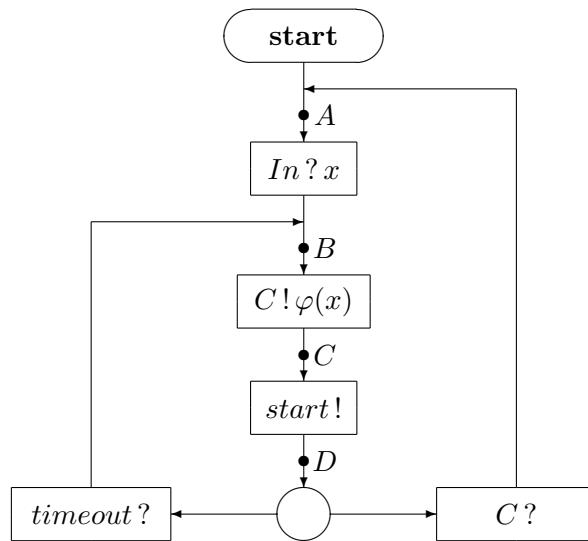 start
A
In ? x
B
C ! φ(x)
C
start !
D
timeout ?
C ?